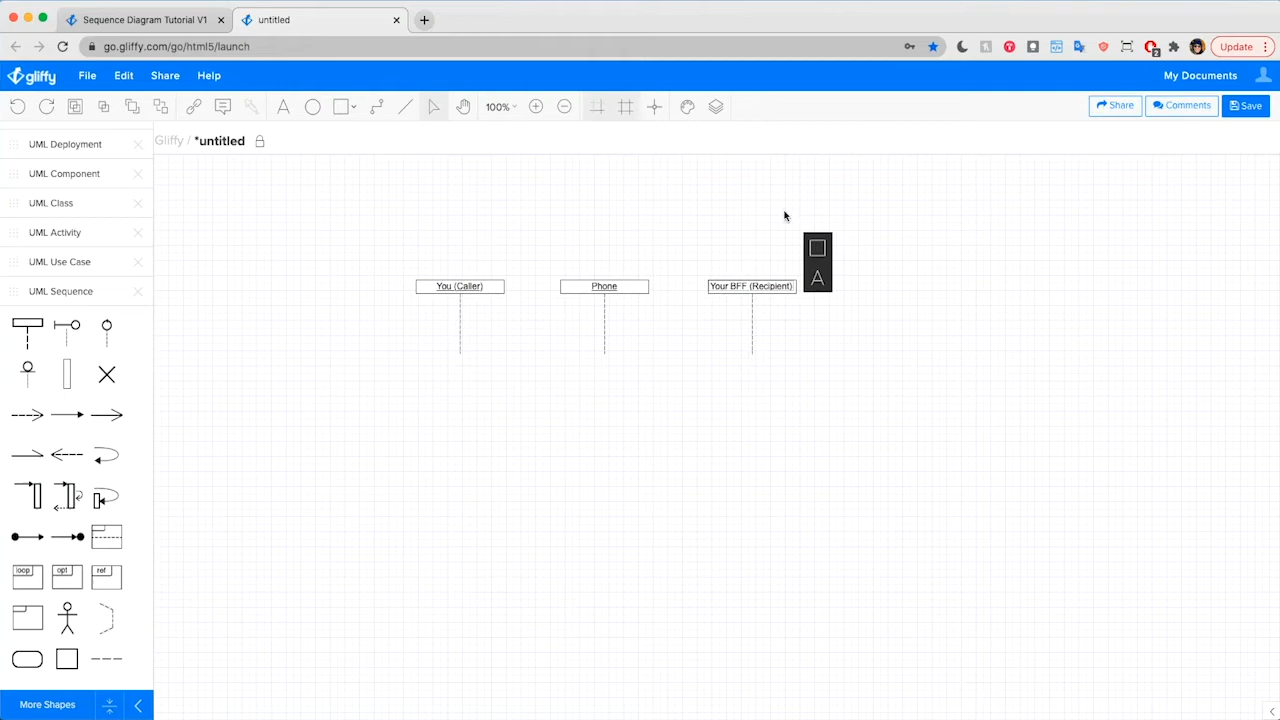 Sequence Diagram Tutorial V1
untitled
go.gliffy.com/go/html5/launch
2
Update
gliffy
File
Edit
Share
Help
My Documents
100%
Share
Comments
Save
Gliffy / *untitled
UML Deployment
UML Component
UML Class
UML Activity
UML Use Case
UML Sequence
You (Caller)
Phone
Your BFF (Recipient)
A
loop
opt
ref
More Shapes